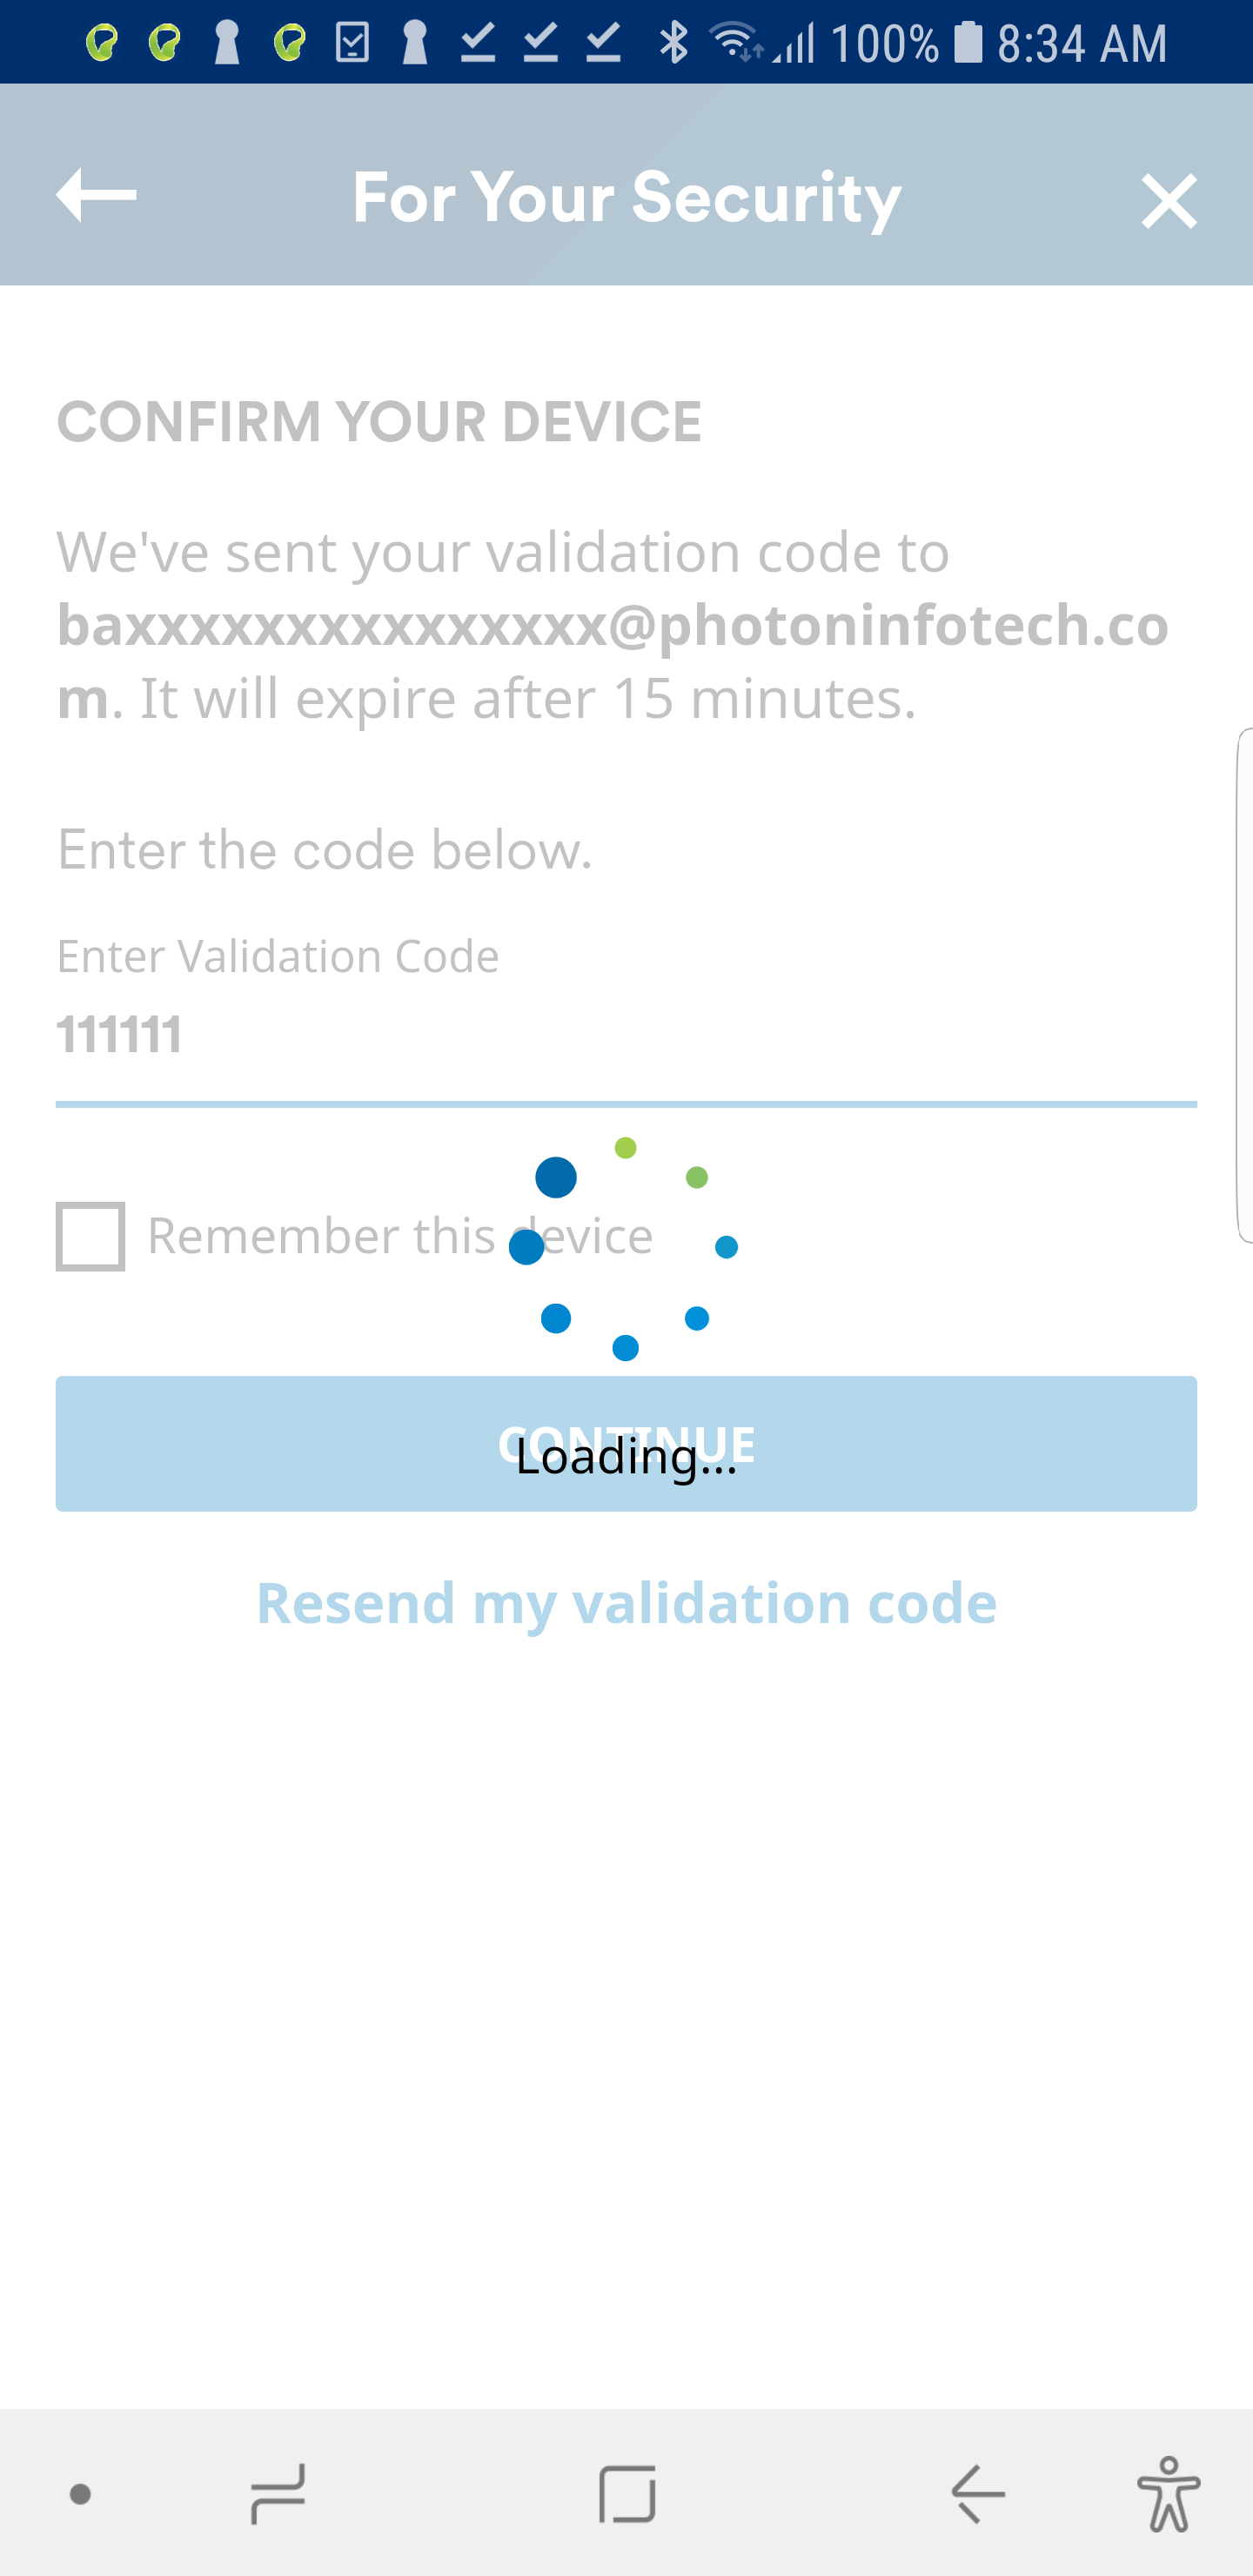 100% 8:34 AM
For Your Security
CONFIRM YOUR DEVICE
We've sent your validation code to
baxxxxxxxxxxxxxxx@photoninfotech.co
m. It will expire after 15 minutes.
Enter the code below.
Enter Validation Code
111111
Remember this device
CONTINUE
Loading...
Resend my validation code